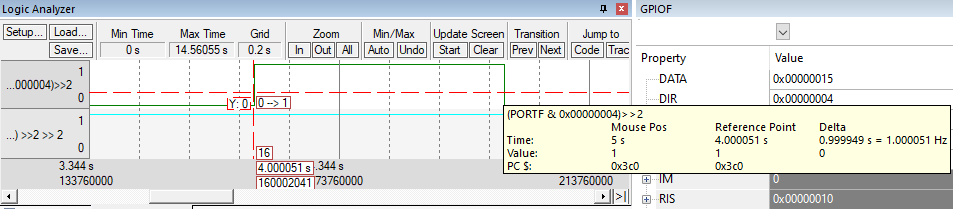 Logic Analyzer
Setup... Load... Min Time Max Time Grid Zoom Min/Max Update Screen Transition Jump to
Save... 0 s 14.56055 s 0.2 s In Out All Auto Undo Start Clear Prev Next Code Trac
1
...000004)>>2
0
Y: 0 0 --> 1
1
...) >>2 >> 2
0
16
3.344 s 4.000051 s .344 s
133760000 160002041 73760000 213760000
(PORTF & 0x00000004)>>2
Mouse Pos Reference Point Delta
Time: 5 s 4.000051 s 0.999949 s = 1.000051 Hz
Value: 1 1 0
PC $: 0x3c0 0x3c0
GPIOF
Property Value
DATA 0x00000015
DIR 0x00000004
IM 0
RIS 0x00000010